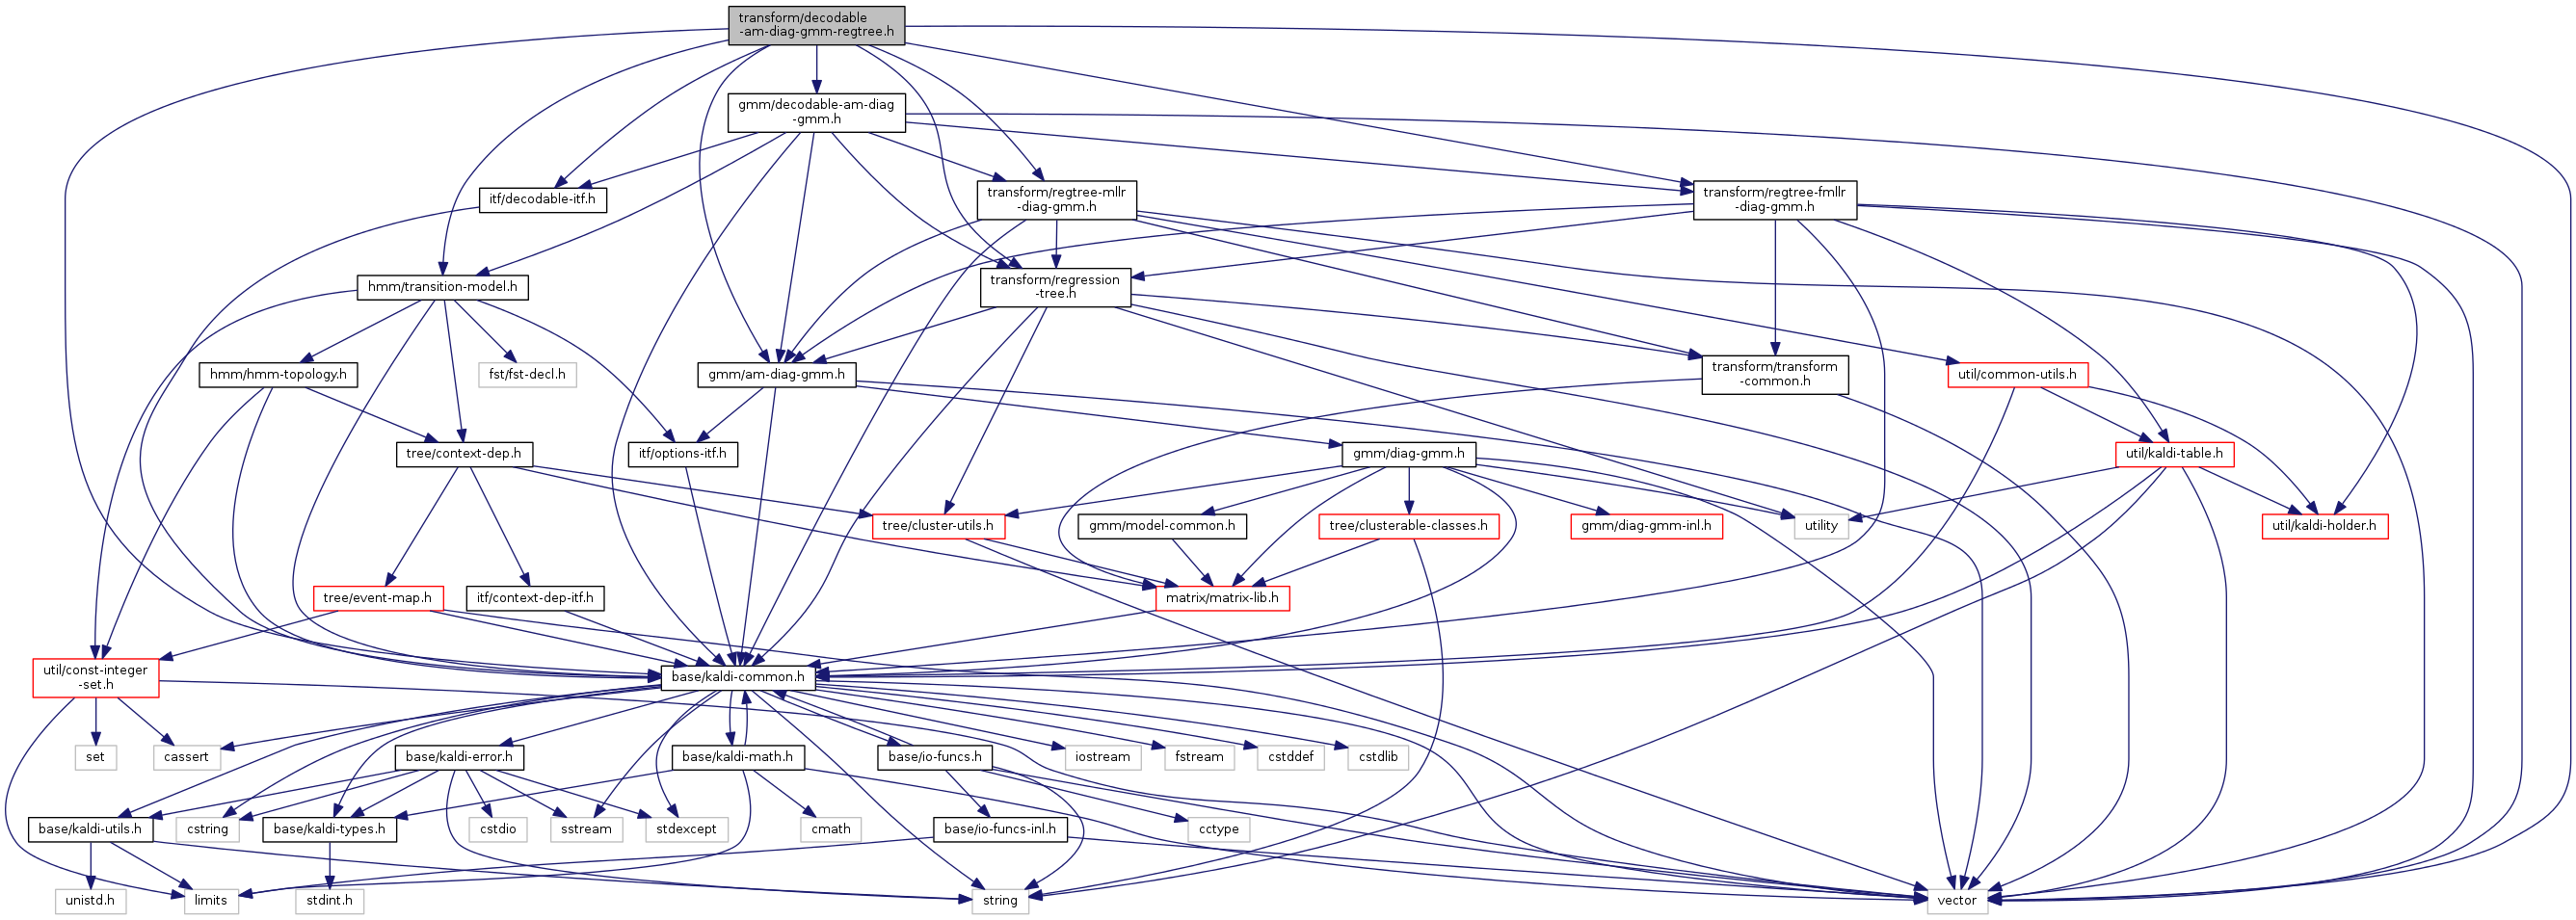 transform/decodable
-am-diag-gmm-regtree.h
gmm/decodable-am-diag
-gmm.h
itf/decodable-itf.h
transform/regtree-mllr
-diag-gmm.h
transform/regtree-fmllr
-diag-gmm.h
hmm/transition-model.h
transform/regression
-tree.h
hmm/hmm-topology.h
fst/fst-decl.h
gmm/am-diag-gmm.h
transform/transform
-common.h
util/common-utils.h
tree/context-dep.h
itf/options-itf.h
gmm/diag-gmm.h
util/kaldi-table.h
tree/cluster-utils.h
gmm/model-common.h
tree/clusterable-classes.h
gmm/diag-gmm-inl.h
utility
util/kaldi-holder.h
tree/event-map.h
itf/context-dep-itf.h
matrix/matrix-lib.h
util/const-integer
-set.h
base/kaldi-common.h
set
cassert
base/kaldi-error.h
base/kaldi-math.h
base/io-funcs.h
iostream
fstream
cstddef
cstdlib
base/kaldi-utils.h
cstring
base/kaldi-types.h
cstdio
sstream
stdexcept
cmath
base/io-funcs-inl.h
cctype
unistd.h
limits
stdint.h
string
vector